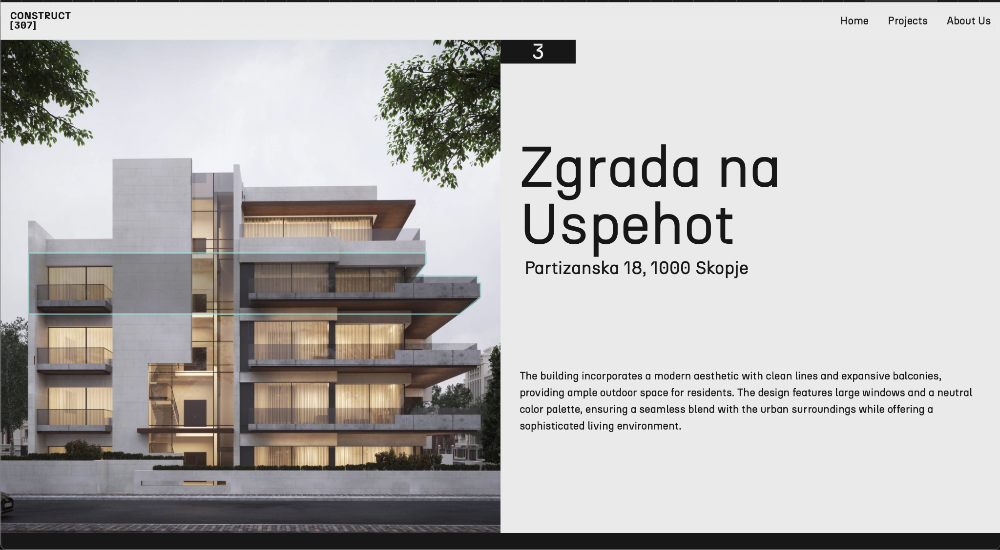 CONSTRUCT
[307]
Home Projects About Us
3
Zgrada na
Uspehot
Partizanska 18, 1000 Skopje
The building incorporates a modern aesthetic with clean lines and expansive balconies,
providing ample outdoor space for residents. The design features large windows and a neutral
color palette, ensuring a seamless blend with the urban surroundings while offering a
sophisticated living environment.